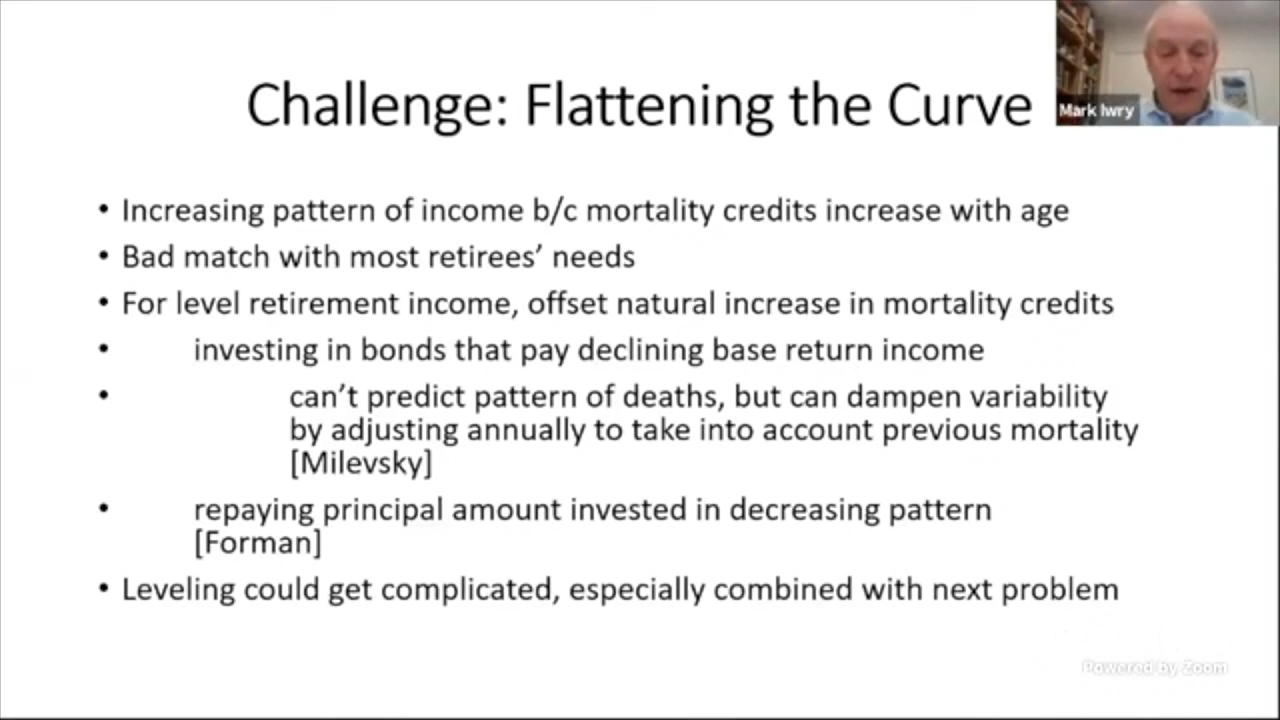 Challenge: Flattening the Curve
Mark Iwry
• Increasing pattern of income b/c mortality credits increase with age
• Bad match with most retirees’ needs
• For level retirement income, offset natural increase in mortality credits
• investing in bonds that pay declining base return income
• can’t predict pattern of deaths, but can dampen variability
by adjusting annually to take into account previous mortality
[Milevsky]
• repaying principal amount invested in decreasing pattern
[Forman]
• Leveling could get complicated, especially combined with next problem
Powered by Zoom